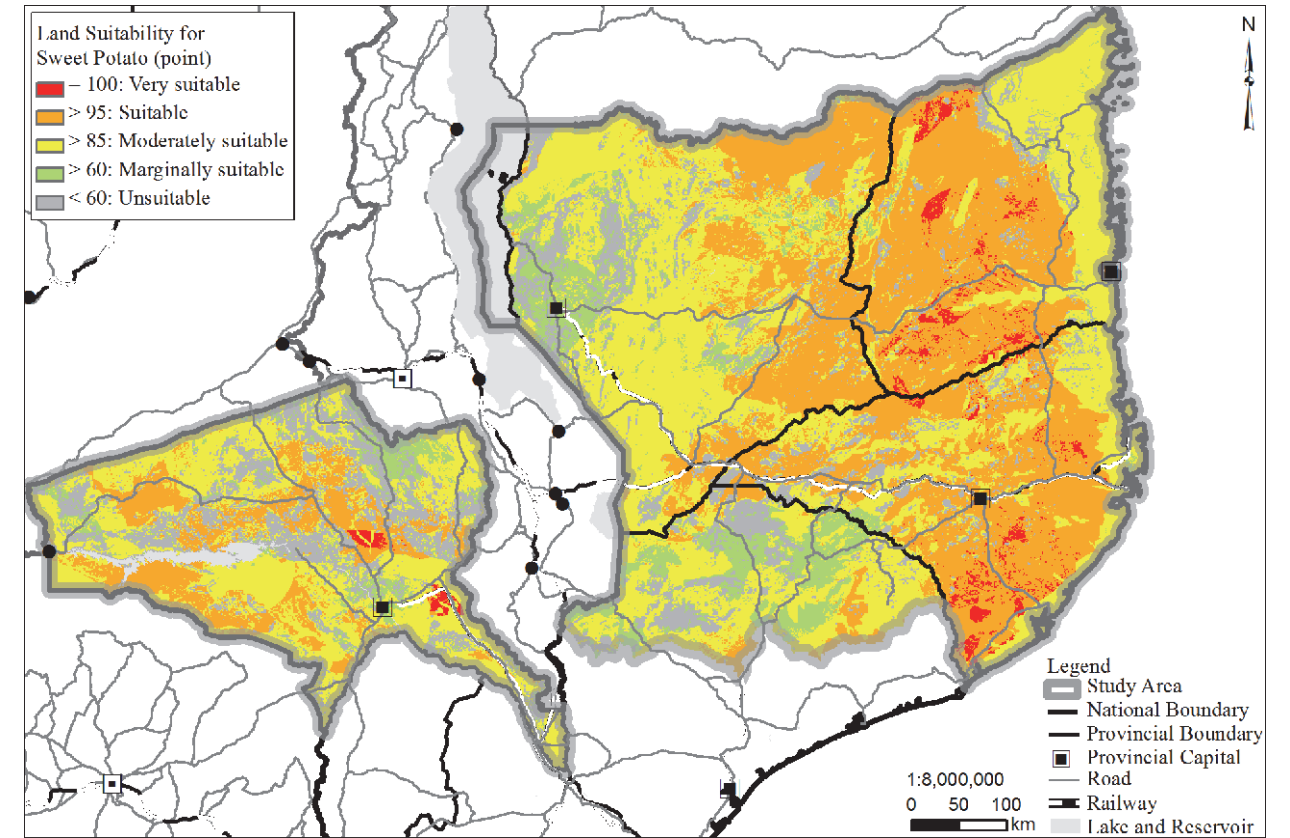 Land Suitability for
Sweet Potato (point)
– 100: Very suitable
> 95: Suitable
> 85: Moderately suitable
> 60: Marginally suitable
< 60: Unsuitable
N
Legend
Study Area
National Boundary
Provincial Boundary
Provincial Capital
Road
Railway
Lake and Reservoir
1:8,000,000
0 50 100
km